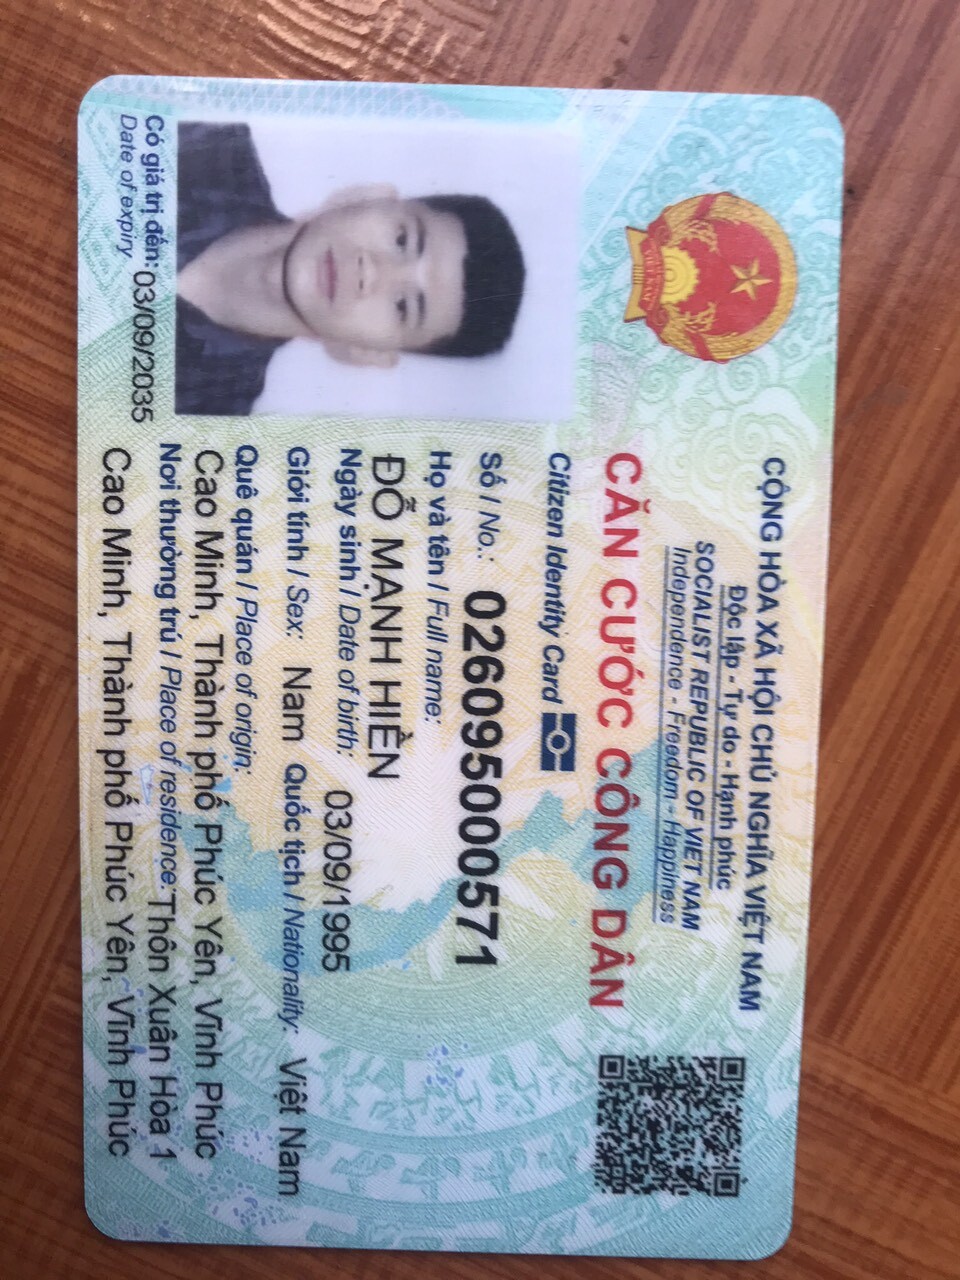 CỘNG HÒA XÃ HỘI CHỦ NGHĨA VIỆT NAM
Độc lập - Tự do - Hạnh phúc
SOCIALIST REPUBLIC OF VIET NAM
Independence - Freedom - Happiness
CĂN CƯỚC CÔNG DÂN
Citizen Identity Card
Số / No.: 026095000571
Họ và tên / Full name:
ĐỖ MẠNH HIỀN
Ngày sinh / Date of birth: 03/09/1995
Giới tính / Sex: Nam Quốc tịch / Nationality: Việt Nam
Quê quán / Place of origin:
Cao Minh, Thành phố Phúc Yên, Vĩnh Phúc
Nơi thường trú / Place of residence: Thôn Xuân Hòa 1
Cao Minh, Thành phố Phúc Yên, Vĩnh Phúc
Có giá trị đến: 03/09/2035
Date of expiry
VIỆT NAM